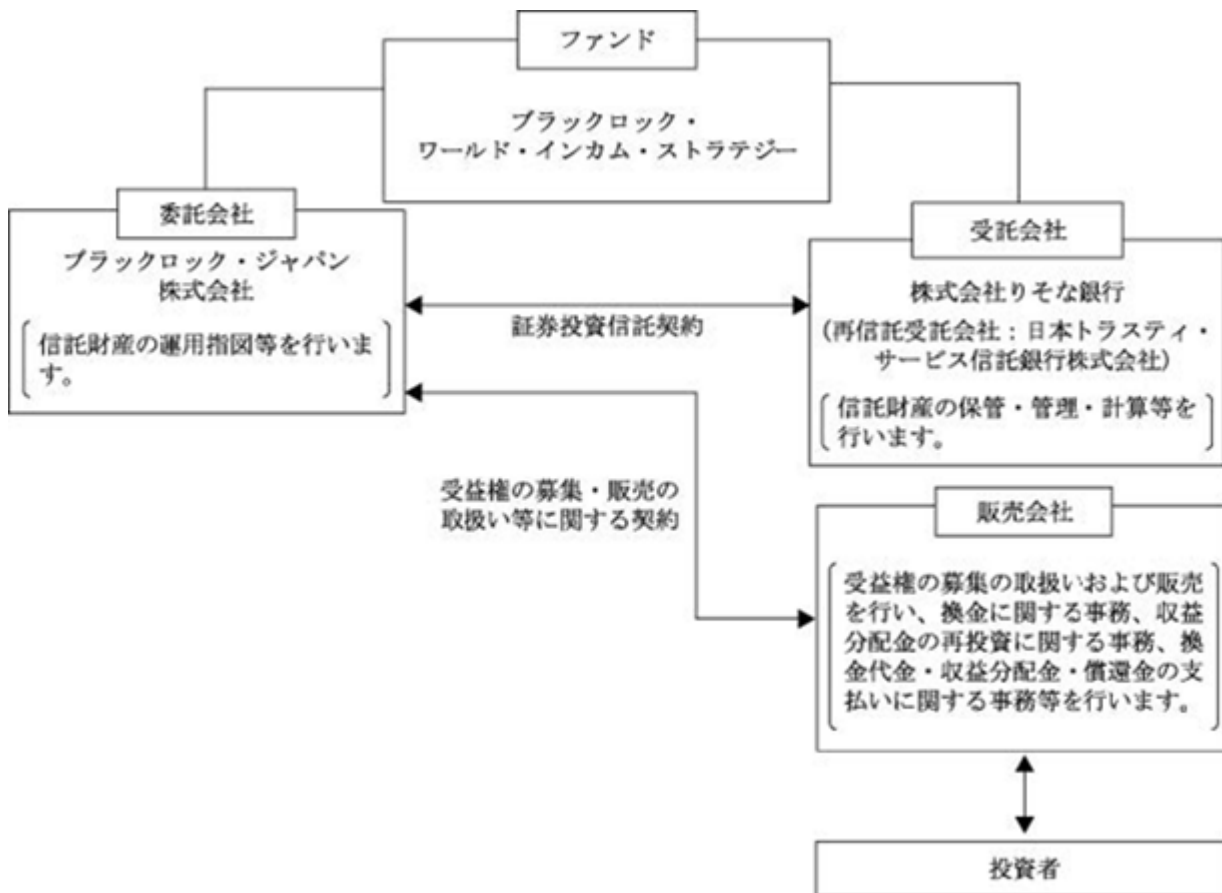 ファンド
ブラックロック・
ワールド・インカム・ストラテジー
委託会社
ブラックロック・ジャパン
株式会社
信託財産の運用指図等を行いま
す。
証券投資信託契約
受託会社
株式会社りそな銀行
(再信託受託会社:日本トラスティ・
サービス信託銀行株式会社)
信託財産の保管・管理・計算等を
行います。
受益権の募集・販売の
取扱い等に関する契約
販売会社
受益権の募集の取扱いおよび販売
を行い、換金に関する事務、収益
分配金の再投資に関する事務、換
金代金・収益分配金・償還金の支
払いに関する事務等を行います。
投資者